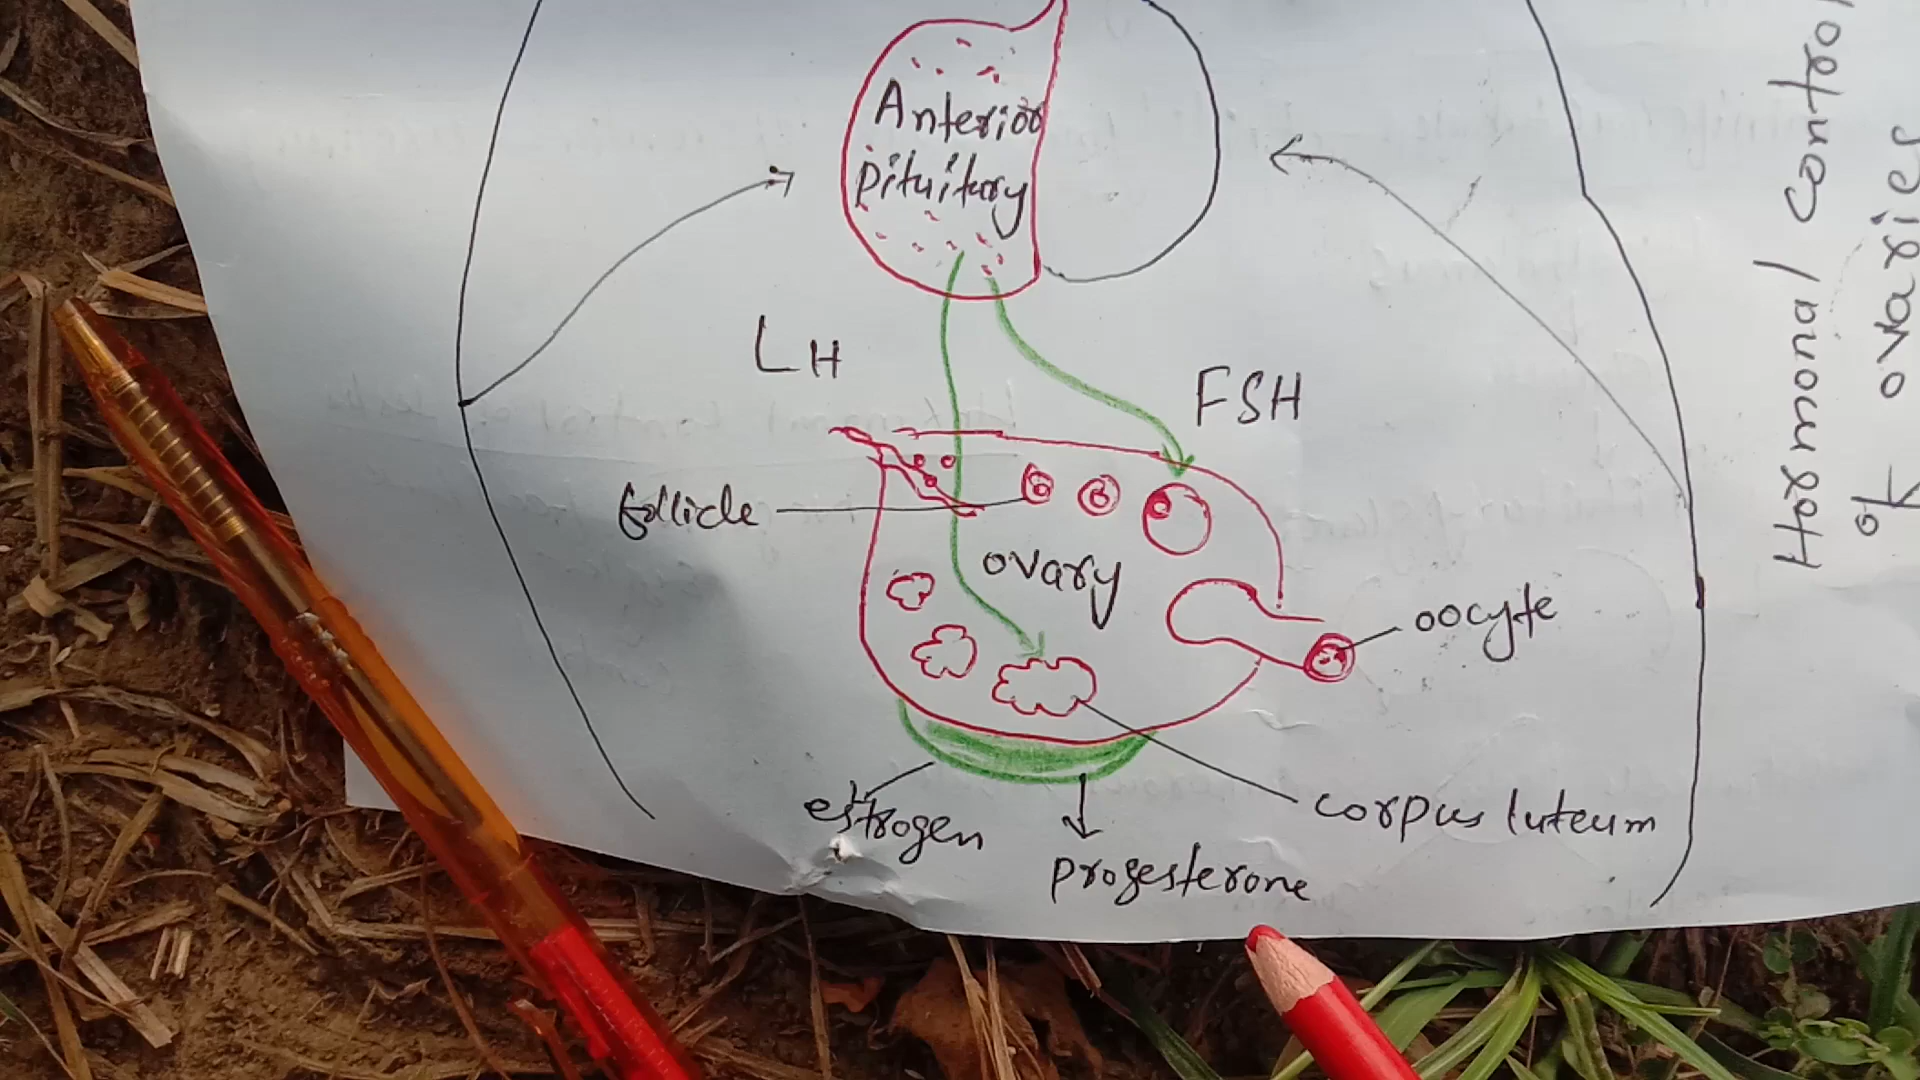 Anterior
pituitary
LH
FSH
follicle
ovary
oocyte
estrogen
corpus luteum
progesterone
Hormonal control
of ovaries